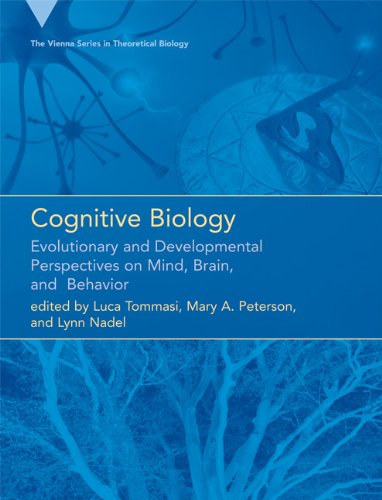 The Vienna Series in Theoretical Biology
Cognitive Biology
Evolutionary and Developmental
Perspectives on Mind, Brain,
and Behavior
edited by Luca Tommasi, Mary A. Peterson,
and Lynn Nadel